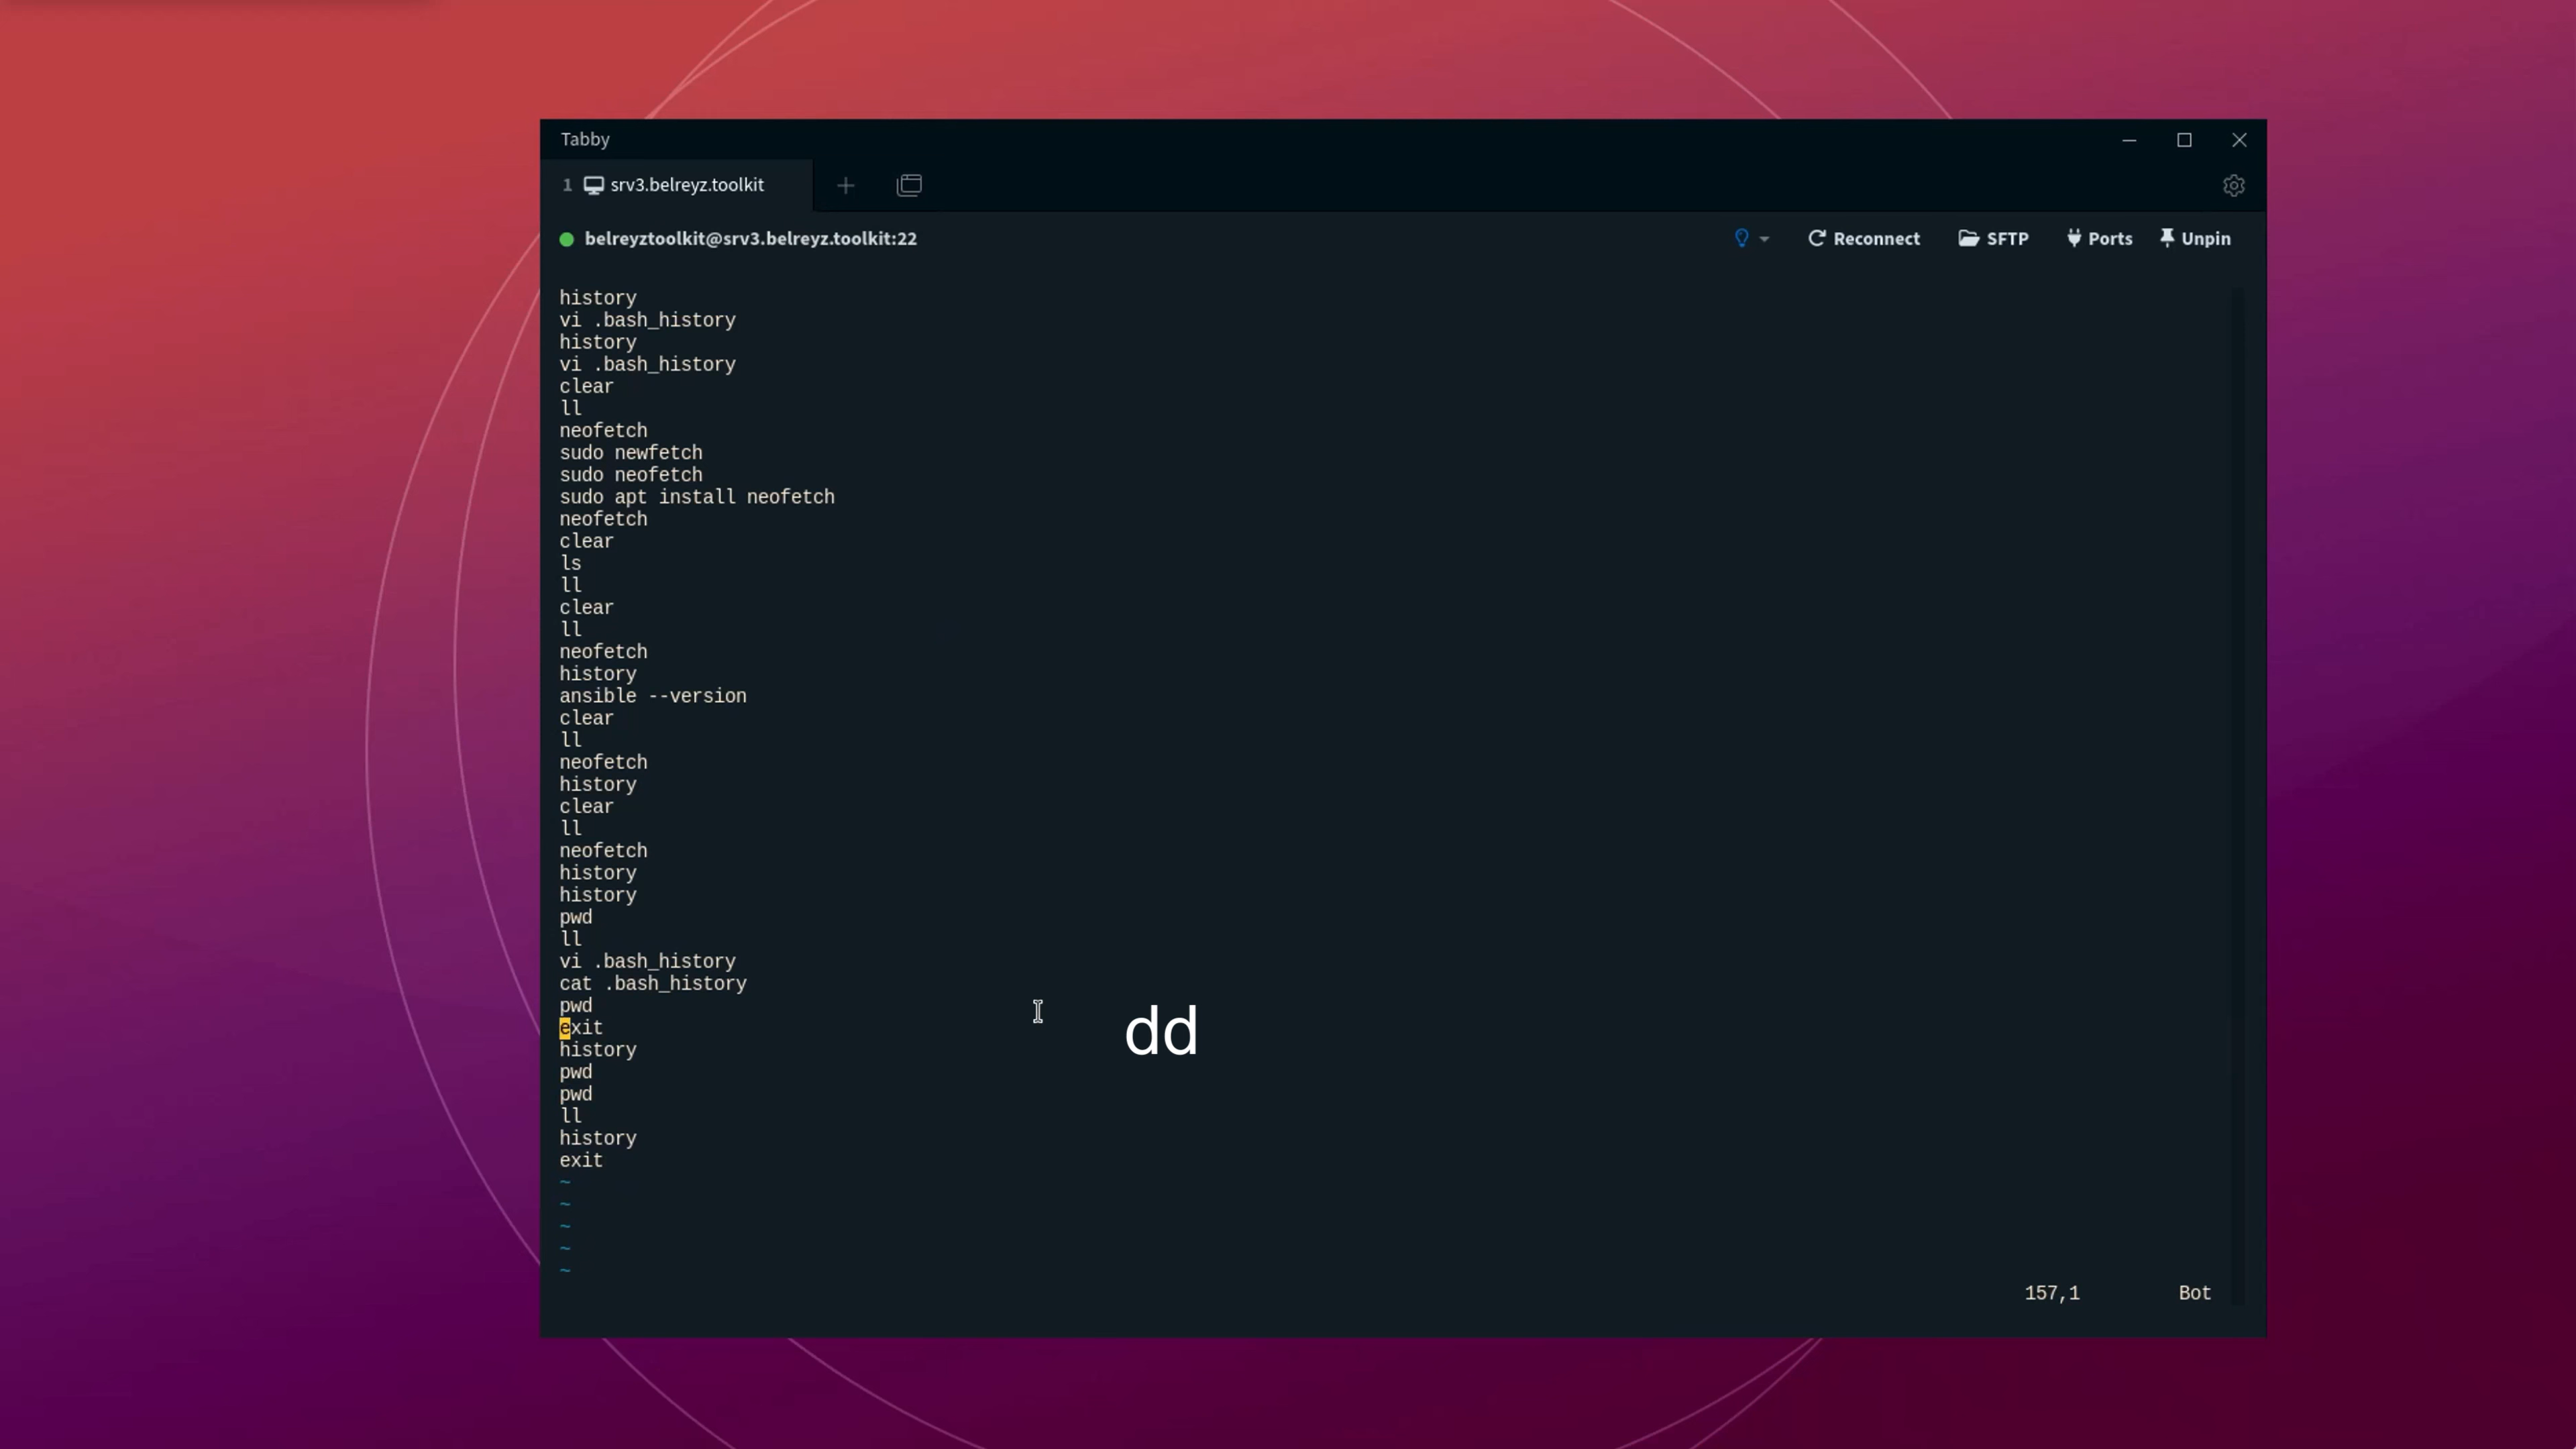 Tabby
1 srv3.belreyz.toolkit
belreyztoolkit@srv3.belreyz.toolkit:22 Reconnect SFTP Ports Unpin
history
vi .bash_history
history
vi .bash_history
clear
ll
neofetch
sudo newfetch
sudo neofetch
sudo apt install neofetch
neofetch
clear
ls
ll
clear
ll
neofetch
history
ansible --version
clear
ll
neofetch
history
clear
ll
neofetch
history
history
pwd
ll
vi .bash_history
cat .bash_history
pwd
exit
dd
history
pwd
pwd
ll
history
exit
~
~
~
~
~
157,1 Bot